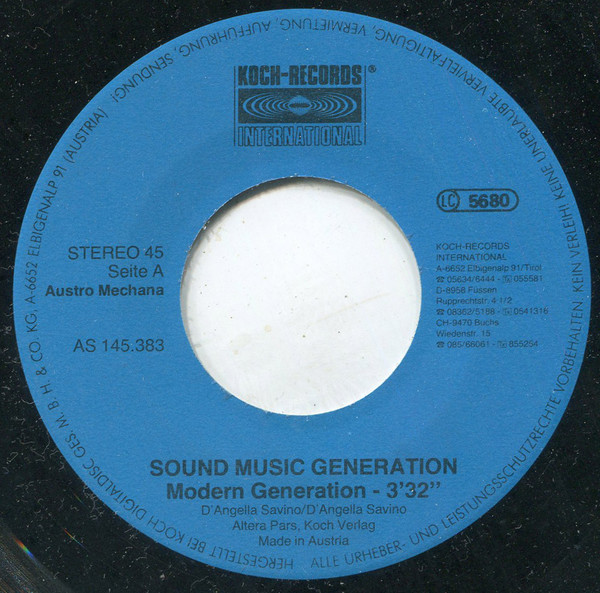 KOCH-RECORDS®
INTERNATIONAL
LC 5680
STEREO 45
Seite A
Austro Mechana
AS 145.383
KOCH-RECORDS
INTERNATIONAL
A-6652 Elbigenalp 91/Tirol
☎ 05634/6444 - 055581
D-8958 Füssen
Rupprechtstr. 4 1/2
☎ 08362/5188 - 0541316
CH-9470 Buchs
Wiedenstr. 15
☎ 085/66061 - 855254
SOUND MUSIC GENERATION
Modern Generation - 3'32"
D'Angella Savino/D'Angella Savino
Altera Pars, Koch Verlag
Made in Austria
HERGESTELLT BEI KOCH DIGITALDISC GES. M. B. H. & CO. KG, A-6652 ELBIGENALP 91 (AUSTRIA)
ALLE URHEBER- UND LEISTUNGSSCHUTZRECHTE VORBEHALTEN. KEIN VERLEIH! KEINE UNERLAUBTE VERVIELFÄLTIGUNG, VERMIETUNG, AUFFÜHRUNG, SENDUNG!